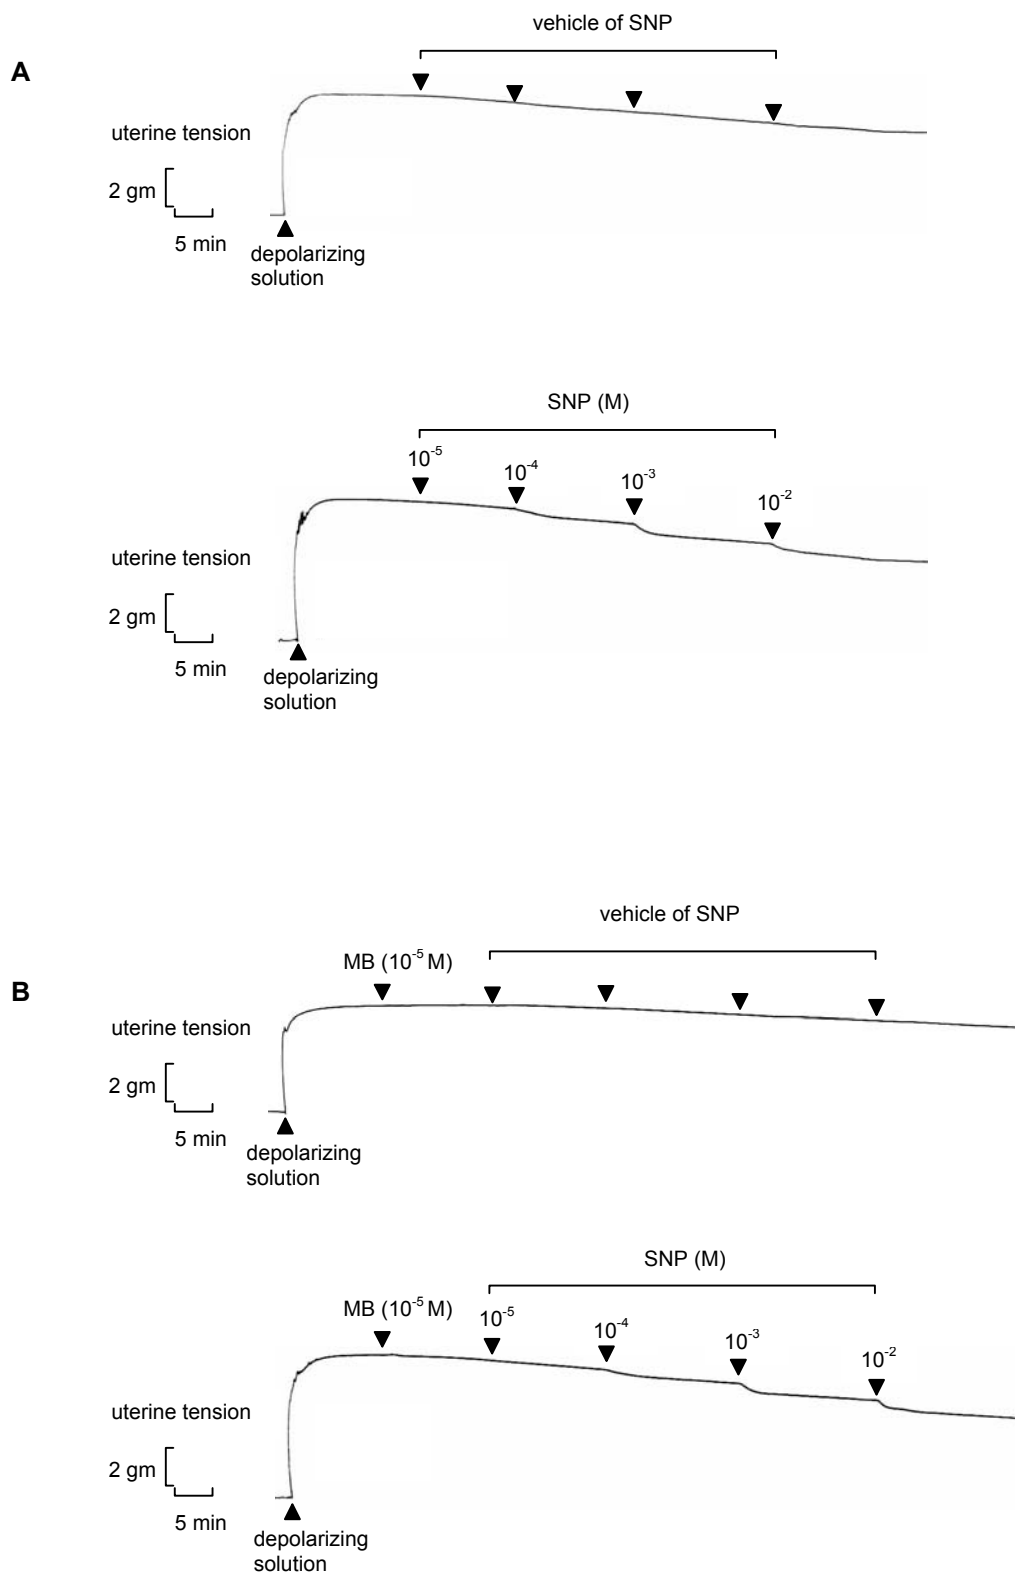 vehicle of SNP
A
uterine tension
2 gm
5 min
depolarizing
solution
SNP (M)
10⁻⁵
10⁻⁴
10⁻³
10⁻²
uterine tension
2 gm
5 min
depolarizing
solution
vehicle of SNP
MB (10⁻⁵ M)
B
uterine tension
2 gm
5 min
depolarizing
solution
SNP (M)
MB (10⁻⁵ M)
10⁻⁵
10⁻⁴
10⁻³
10⁻²
uterine tension
2 gm
5 min
depolarizing
solution